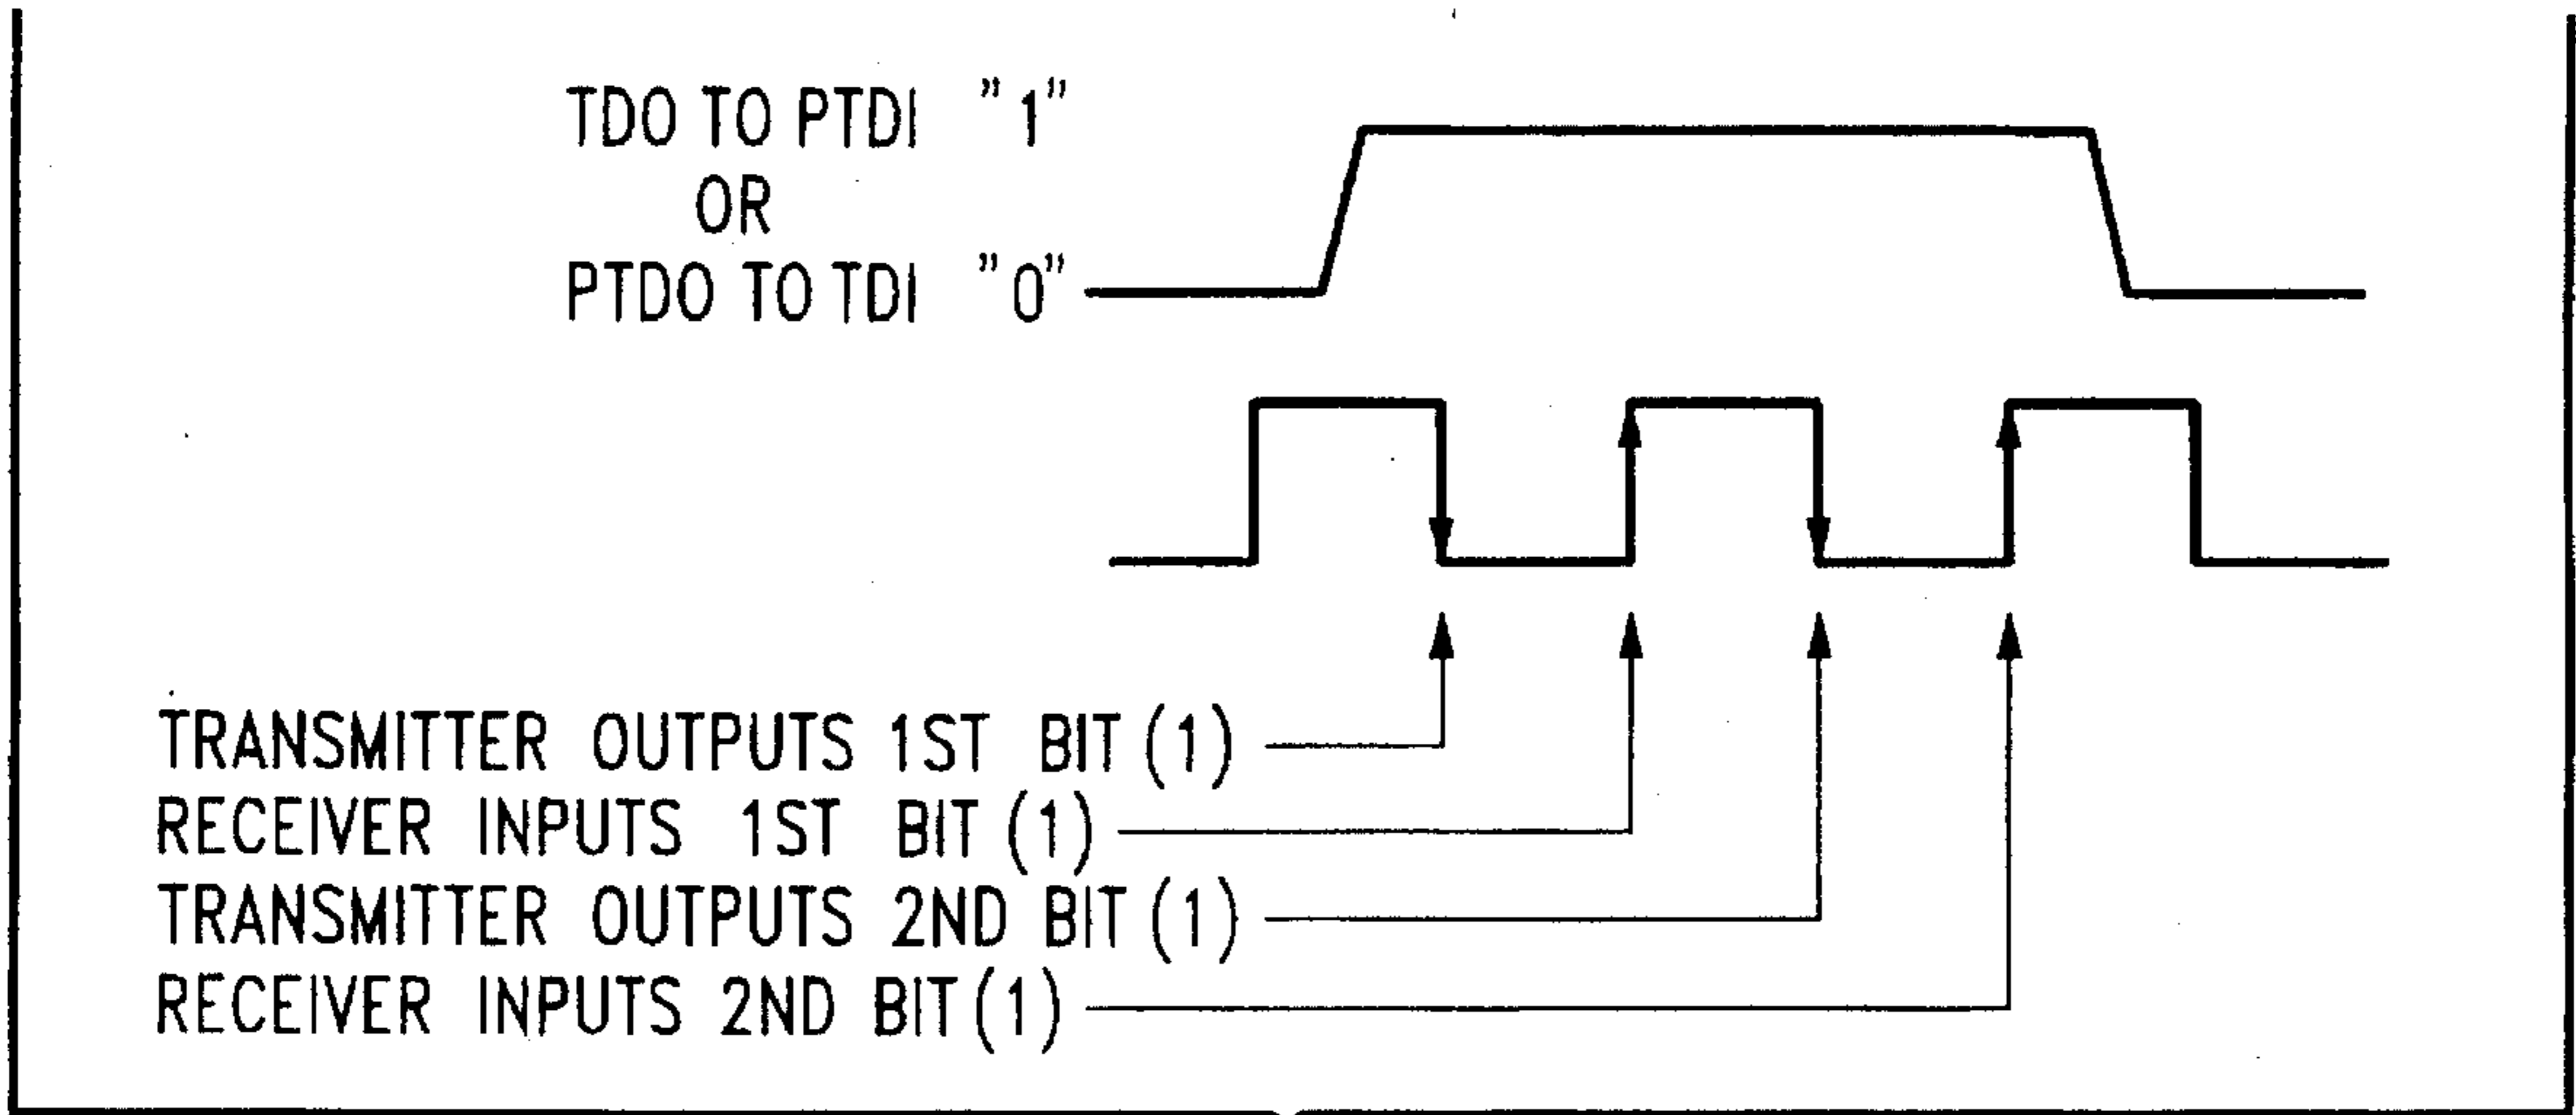 TDO TO PTDI "1"
OR
PTDO TO TDI "0"
TRANSMITTER OUTPUTS 1ST BIT (1)
RECEIVER INPUTS 1ST BIT (1)
TRANSMITTER OUTPUTS 2ND BIT (1)
RECEIVER INPUTS 2ND BIT (1)